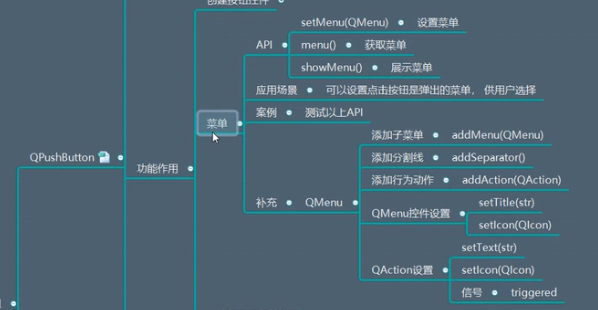 创建按钮控件
setMenu(QMenu) 设置菜单
API menu() 获取菜单
showMenu() 展示菜单
应用场景 可以设置点击按钮是弹出的菜单， 供用户选择
菜单 案例 测试以上API
添加子菜单 addMenu(QMenu)
QPushButton 功能作用 添加分割线 addSeparator()
添加行为动作 addAction(QAction)
补充 QMenu setTitle(str)
QMenu控件设置
setIcon(QIcon)
setText(str)
QAction设置 setIcon(QIcon)
信号 triggered